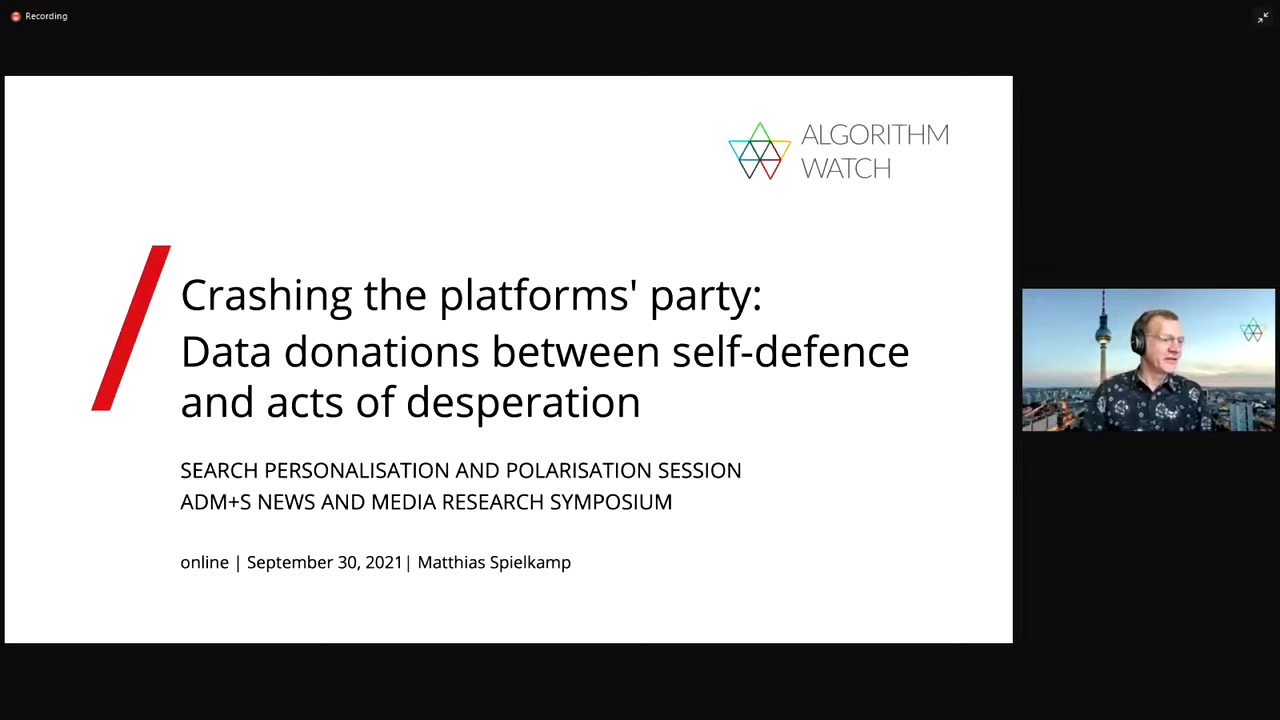 Recording
ALGORITHM
WATCH
Crashing the platforms' party:
Data donations between self-defence
and acts of desperation
SEARCH PERSONALISATION AND POLARISATION SESSION
ADM+S NEWS AND MEDIA RESEARCH SYMPOSIUM
online | September 30, 2021| Matthias Spielkamp